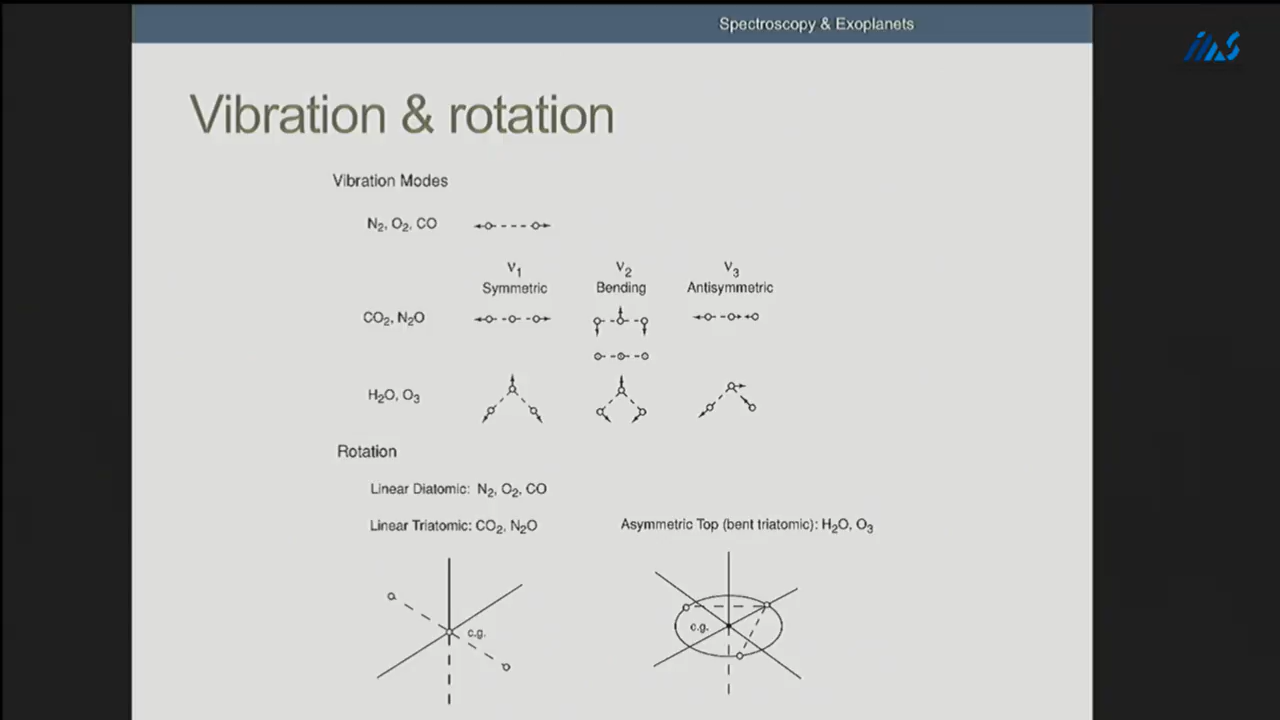 Spectroscopy & Exoplanets
IIAS
Vibration & rotation
Vibration Modes
N₂, O₂, CO
ν₁ ν₂ ν₃
Symmetric Bending Antisymmetric
CO₂, N₂O
H₂O, O₃
Rotation
Linear Diatomic: N₂, O₂, CO
Linear Triatomic: CO₂, N₂O
Asymmetric Top (bent triatomic): H₂O, O₃
c.g.
c.g.